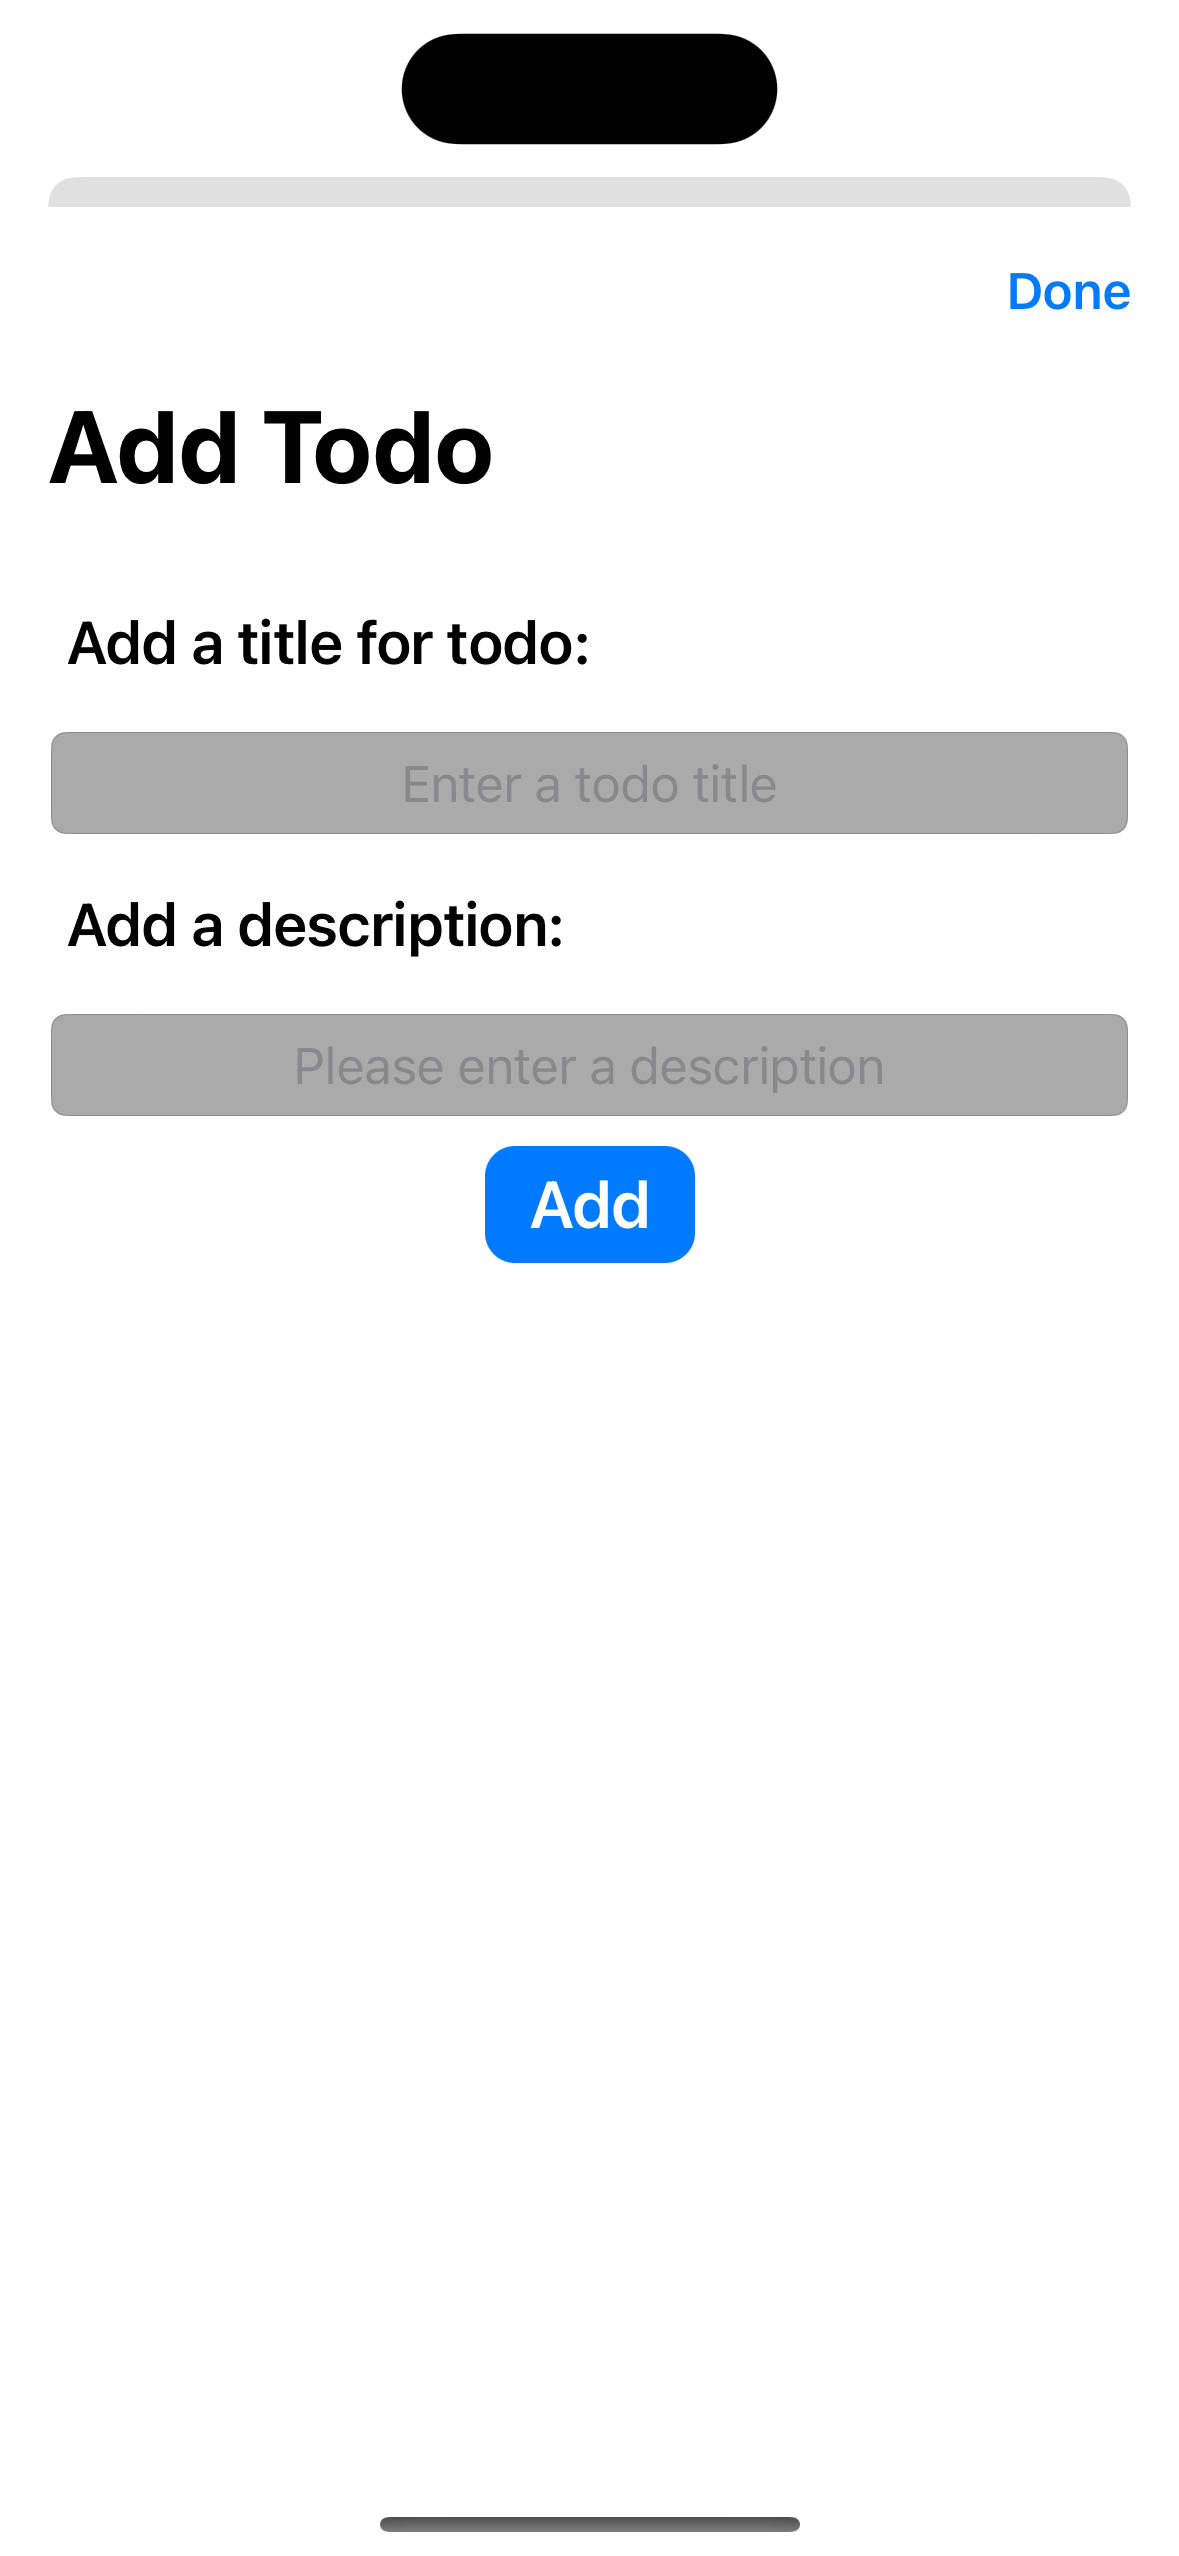 Done
Add Todo
Add a title for todo:
Enter a todo title
Add a description:
Please enter a description
Add